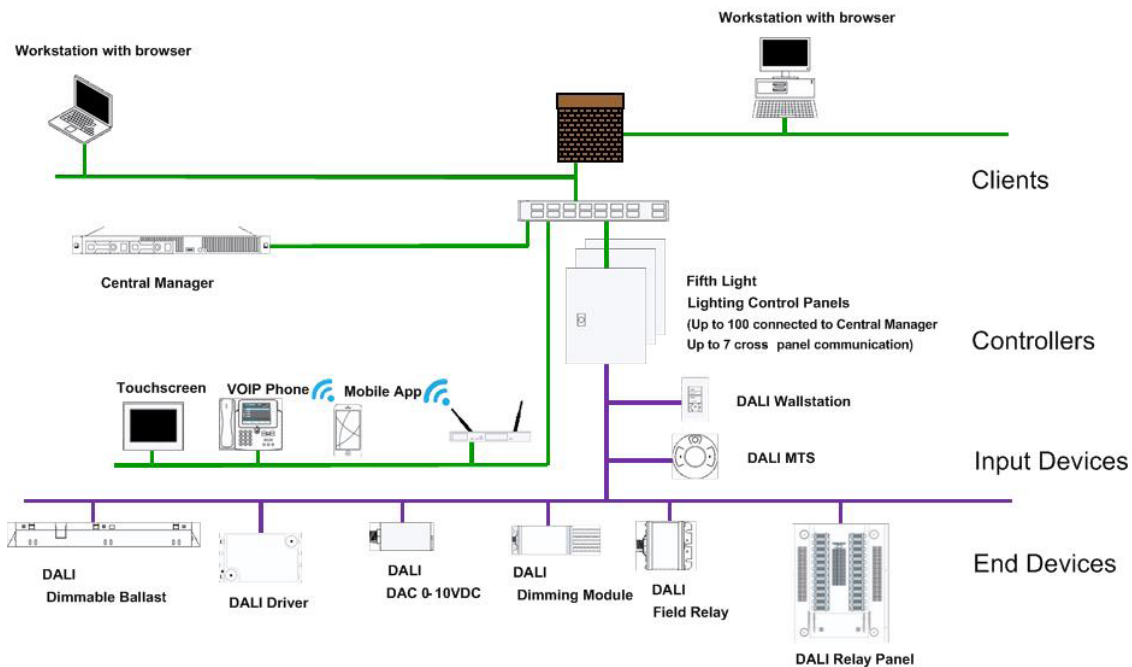 Workstation with browser
Workstation with browser
Clients
Central Manager
Fifth Light
Lighting Control Panels
(Up to 100 connected to Central Manager
Up to 7 cross panel communication)
Controllers
Touchscreen
VOIP Phone
Mobile App
DALI Wallstation
DALI MTS
Input Devices
DALI
Dimmable Ballast
DALI Driver
DALI
DAC 0-10VDC
DALI
Dimming Module
DALI
Field Relay
DALI Relay Panel
End Devices